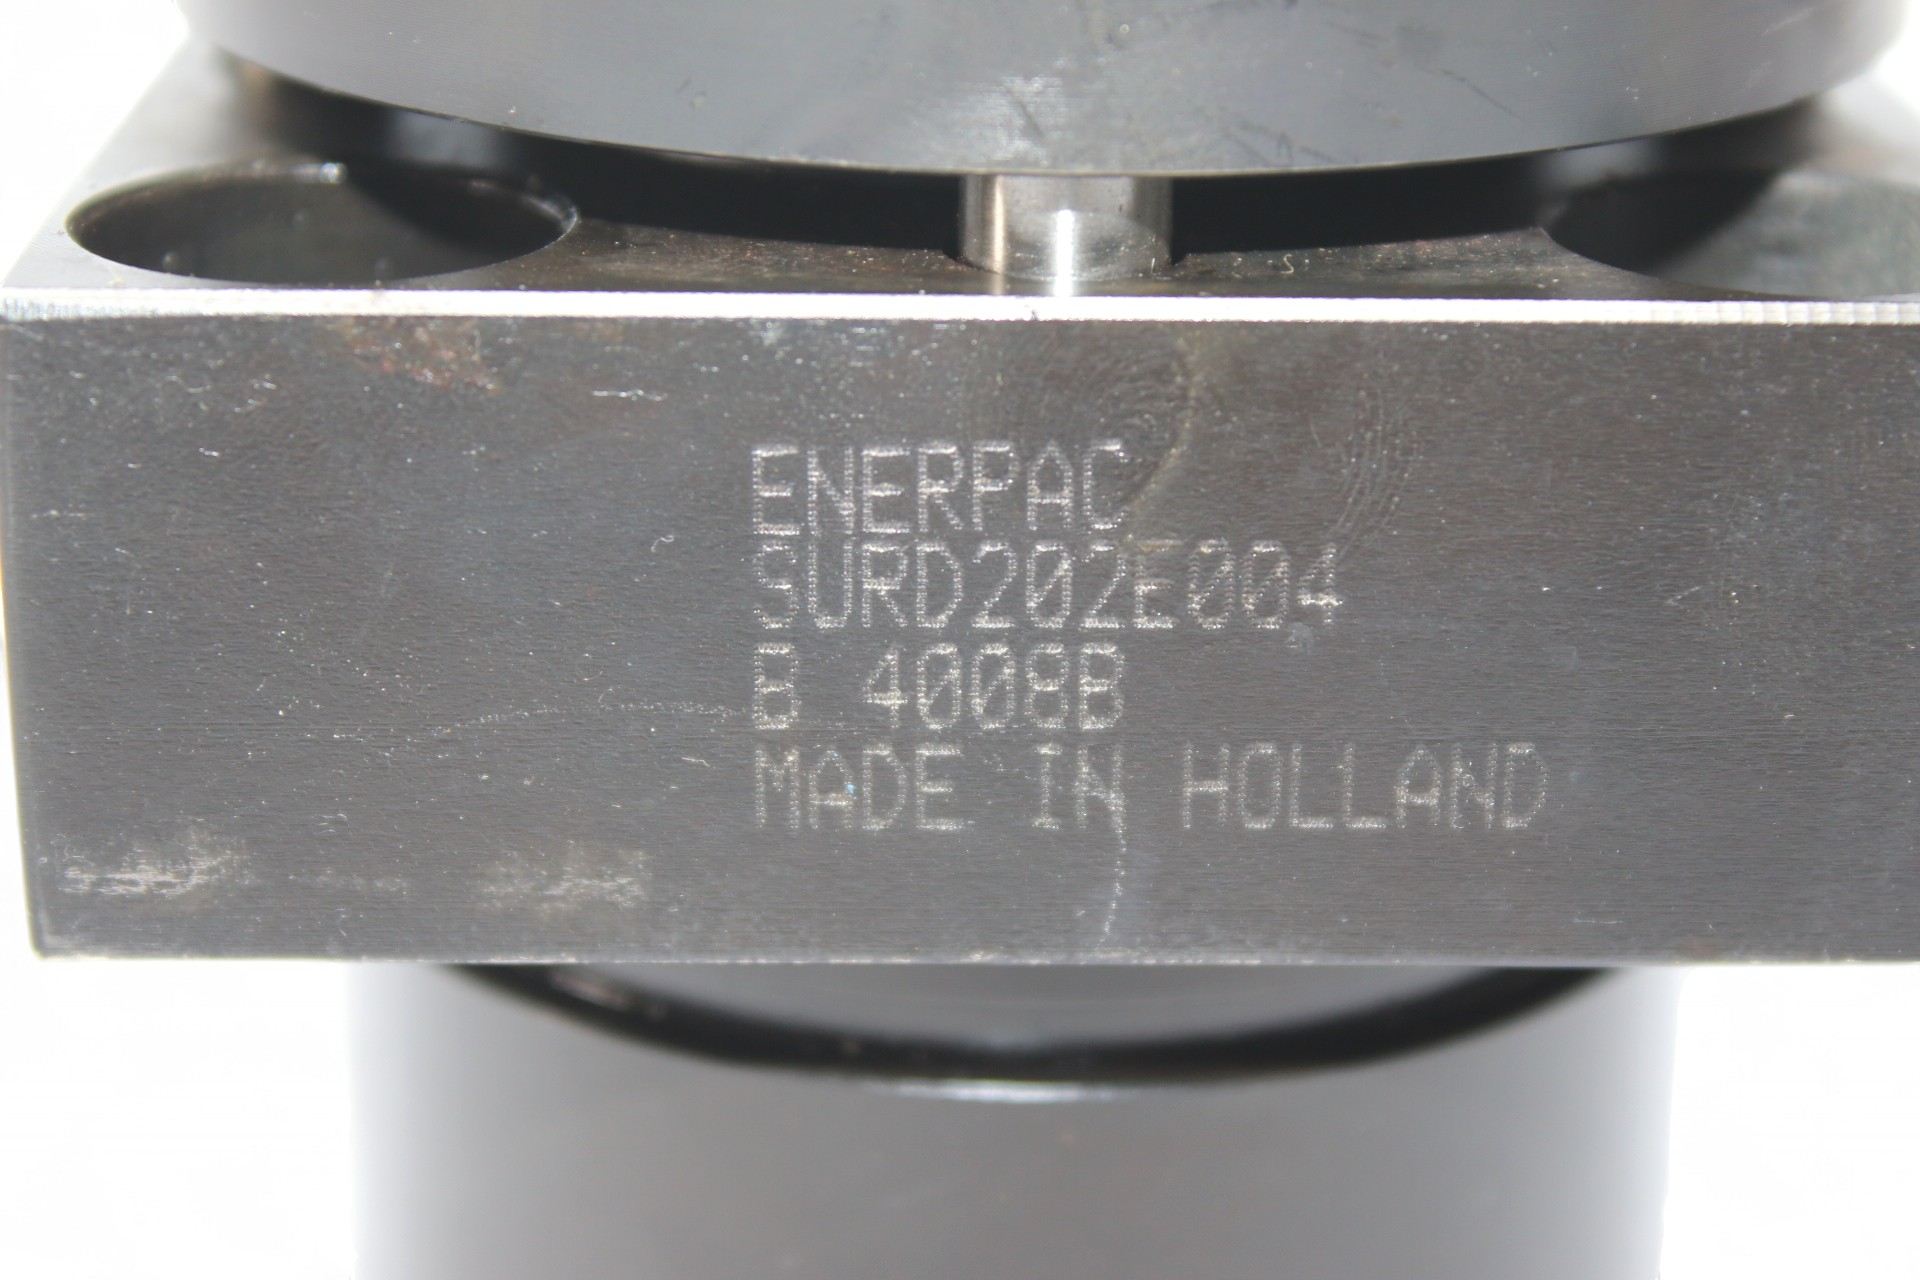 ENERPAC
SURD202E004
B 4008B
MADE IN HOLLAND